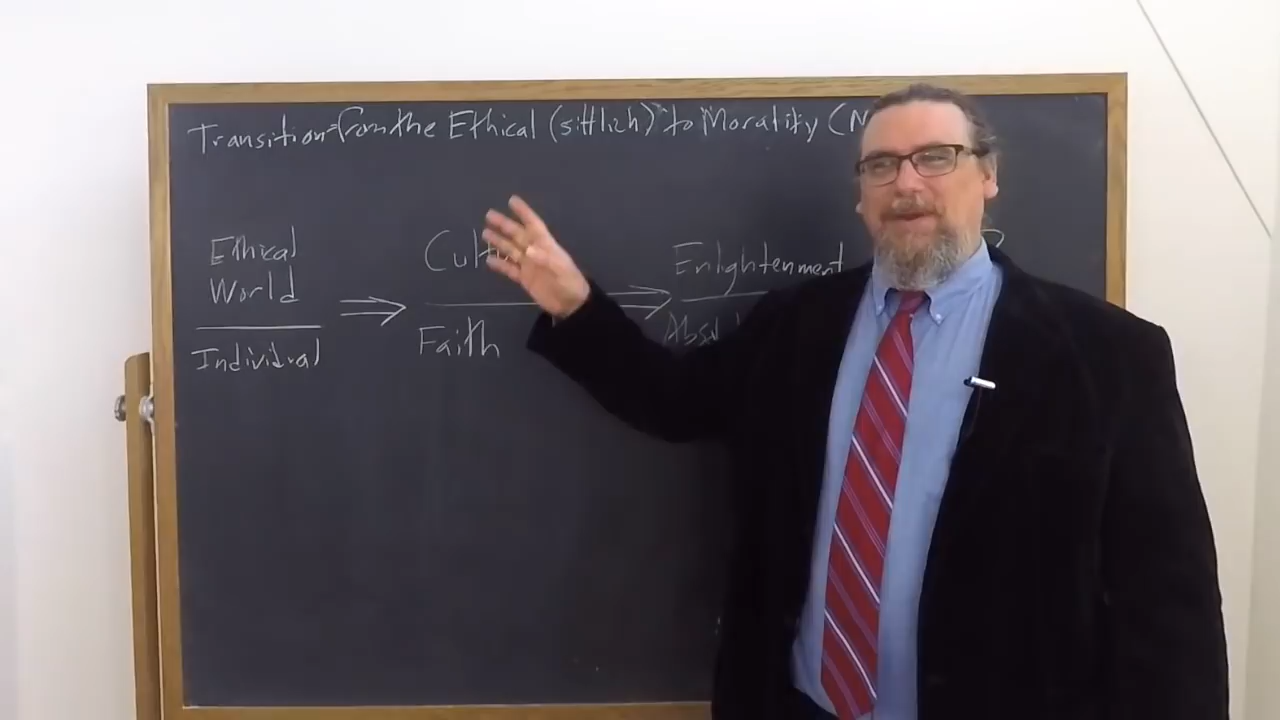 Transition from the Ethical (sittlich) to Morality (
Ethical
World
Individual
Faith
Enlightenment